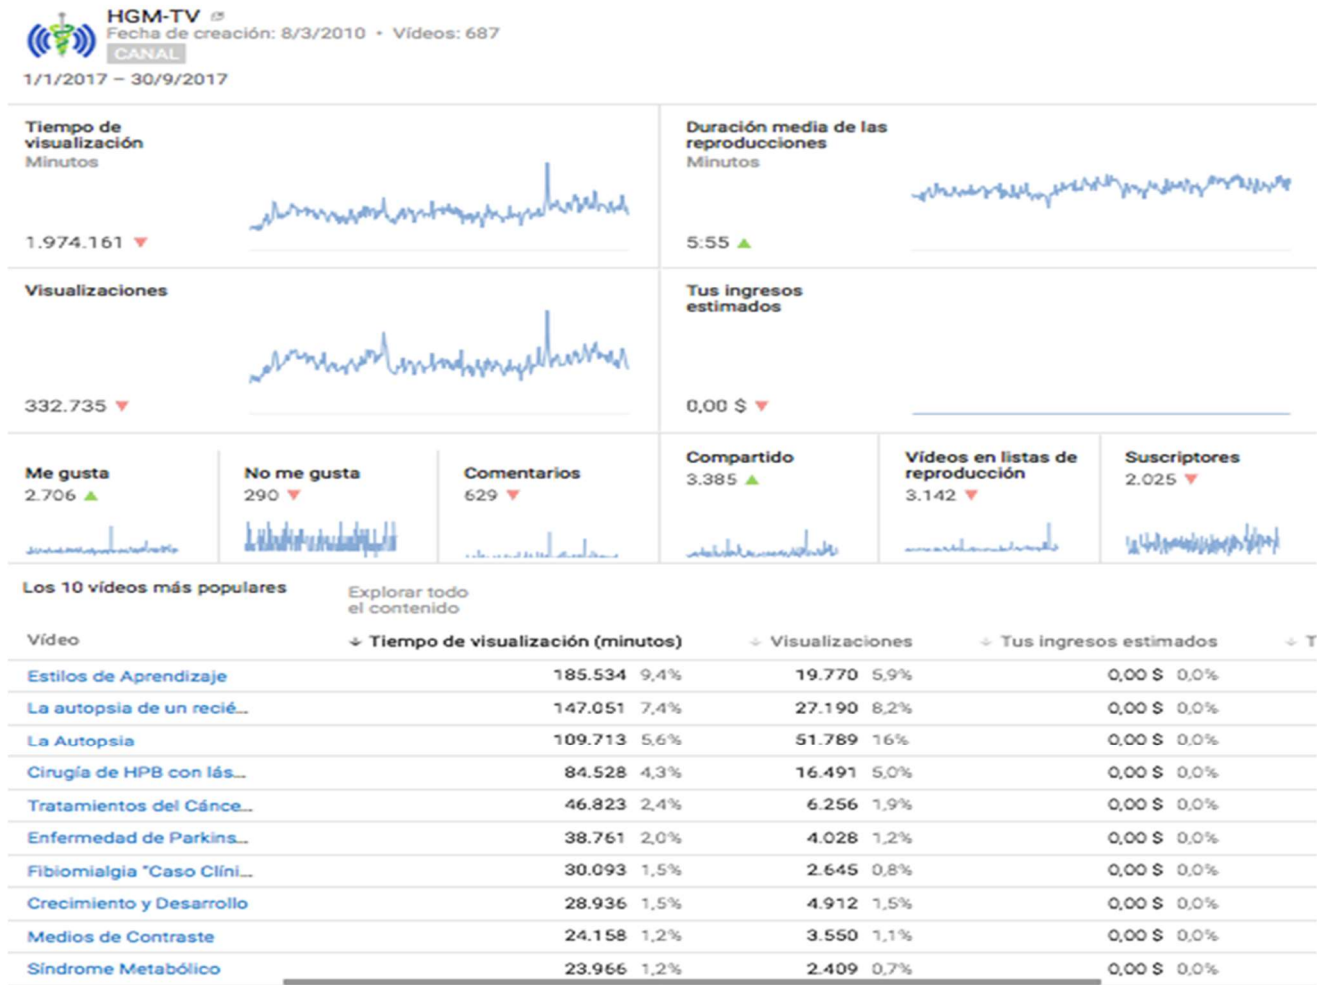 HGM-TV
Fecha de creación: 8/3/2010 • Vídeos: 687
CANAL
1/1/2017 – 30/9/2017
Tiempo de
visualización
Minutos
1.974.161
Duración media de las
reproducciones
Minutos
5:55
Visualizaciones
332.735
Tus ingresos
estimados
0,00 $
Me gusta
2.706
No me gusta
290
Comentarios
629
Compartido
3.385
Vídeos en listas de
reproducción
3.142
Suscriptores
2.025
Los 10 vídeos más populares
Explorar todo
el contenido
Vídeo ↓ Tiempo de visualización (minutos) ↓ Visualizaciones ↓ Tus ingresos estimados ↓ T
Estilos de Aprendizaje 185.534 9,4% 19.770 5,9% 0,00 $ 0,0%
La autopsia de un recié... 147.051 7,4% 27.190 8,2% 0,00 $ 0,0%
La Autopsia 109.713 5,6% 51.789 16% 0,00 $ 0,0%
Cirugía de HPB con lás... 84.528 4,3% 16.491 5,0% 0,00 $ 0,0%
Tratamientos del Cánce... 46.823 2,4% 6.256 1,9% 0,00 $ 0,0%
Enfermedad de Parkins... 38.761 2,0% 4.028 1,2% 0,00 $ 0,0%
Fibiomialgia "Caso Clíni... 30.093 1,5% 2.645 0,8% 0,00 $ 0,0%
Crecimiento y Desarrollo 28.936 1,5% 4.912 1,5% 0,00 $ 0,0%
Medios de Contraste 24.158 1,2% 3.550 1,1% 0,00 $ 0,0%
Síndrome Metabólico 23.966 1,2% 2.409 0,7% 0,00 $ 0,0%